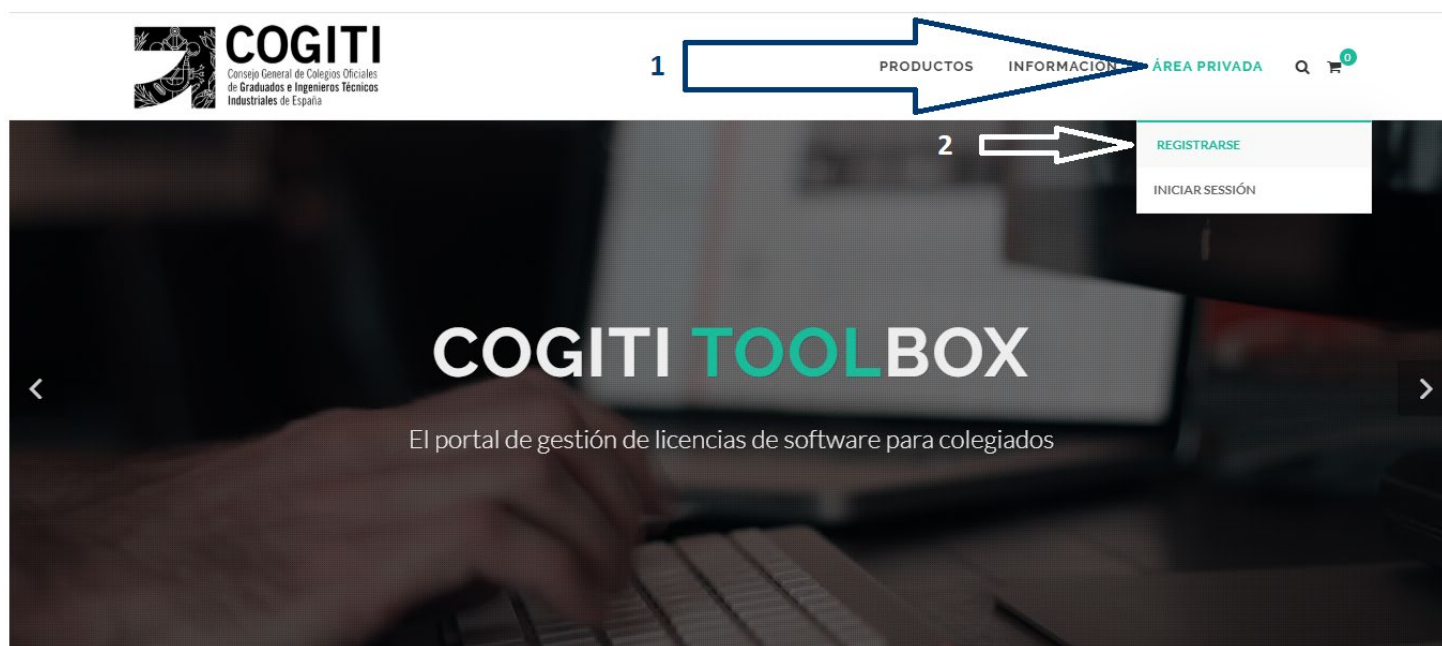 COGITI
Consejo General de Colegios Oficiales
de Graduados e Ingenieros Técnicos
Industriales de España
1
PRODUCTOS INFORMACIÓN ÁREA PRIVADA 0
2
REGISTRARSE
INICIAR SESSIÓN
COGITI TOOLBOX
El portal de gestión de licencias de software para colegiados